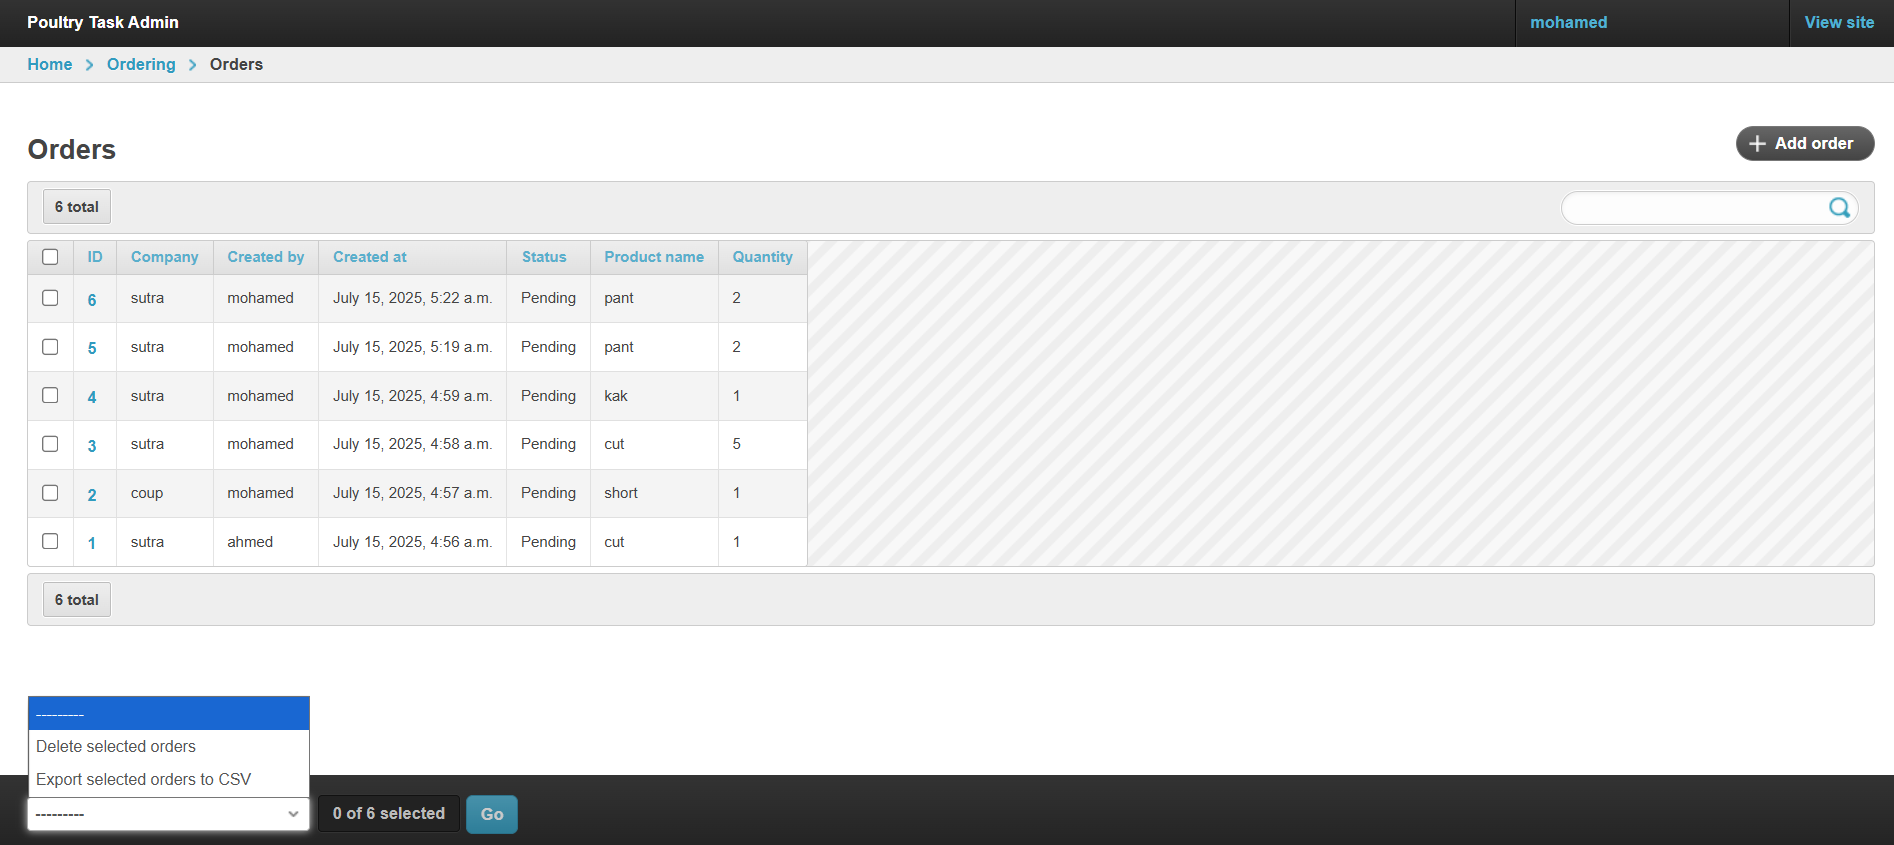 Poultry Task Admin mohamed View site
Home Ordering Orders
Orders
Add order
6 total
ID Company Created by Created at Status Product name Quantity
6 sutra mohamed July 15, 2025, 5:22 a.m. Pending pant 2
5 sutra mohamed July 15, 2025, 5:19 a.m. Pending pant 2
4 sutra mohamed July 15, 2025, 4:59 a.m. Pending kak 1
3 sutra mohamed July 15, 2025, 4:58 a.m. Pending cut 5
2 coup mohamed July 15, 2025, 4:57 a.m. Pending short 1
1 sutra ahmed July 15, 2025, 4:56 a.m. Pending cut 1
6 total
---------
Delete selected orders
Export selected orders to CSV
--------- 0 of 6 selected Go